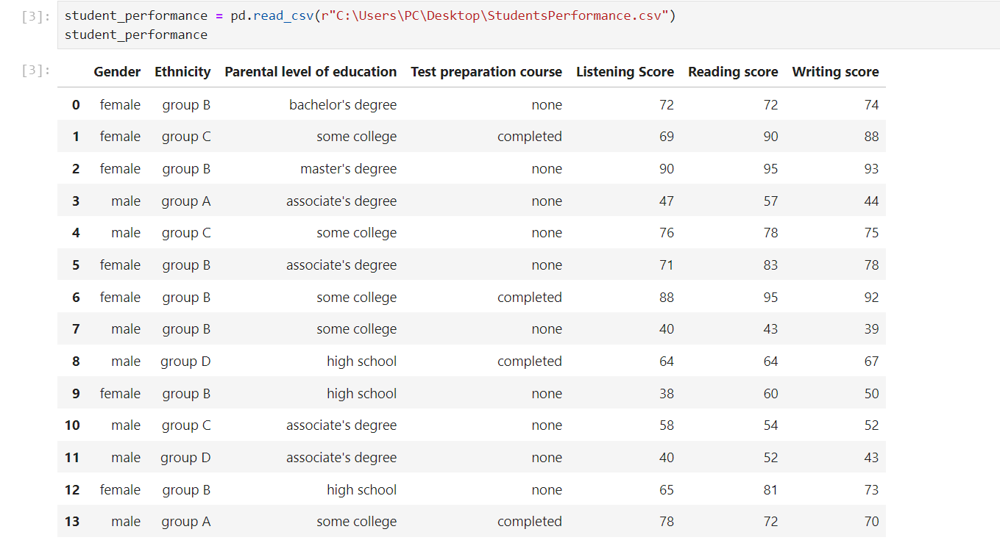 [3]: student_performance = pd.read_csv(r"C:\Users\PC\Desktop\StudentsPerformance.csv")
student_performance
[3]: Gender Ethnicity Parental level of education Test preparation course Listening Score Reading score Writing score
0 female group B bachelor's degree none 72 72 74
1 female group C some college completed 69 90 88
2 female group B master's degree none 90 95 93
3 male group A associate's degree none 47 57 44
4 male group C some college none 76 78 75
5 female group B associate's degree none 71 83 78
6 female group B some college completed 88 95 92
7 male group B some college none 40 43 39
8 male group D high school completed 64 64 67
9 female group B high school none 38 60 50
10 male group C associate's degree none 58 54 52
11 male group D associate's degree none 40 52 43
12 female group B high school none 65 81 73
13 male group A some college completed 78 72 70